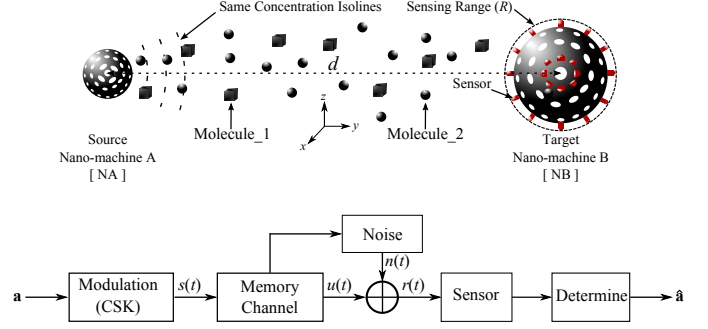 Same Concentration Isolines
Sensing Range (R)
d
Sensor
z
y
x
Molecule_1
Molecule_2
Source
Nano-machine A
[ NA ]
Target
Nano-machine B
[ NB ]
Noise
n(t)
a
Modulation
(CSK)
s(t)
Memory
Channel
u(t)
r(t)
Sensor
Determine
â